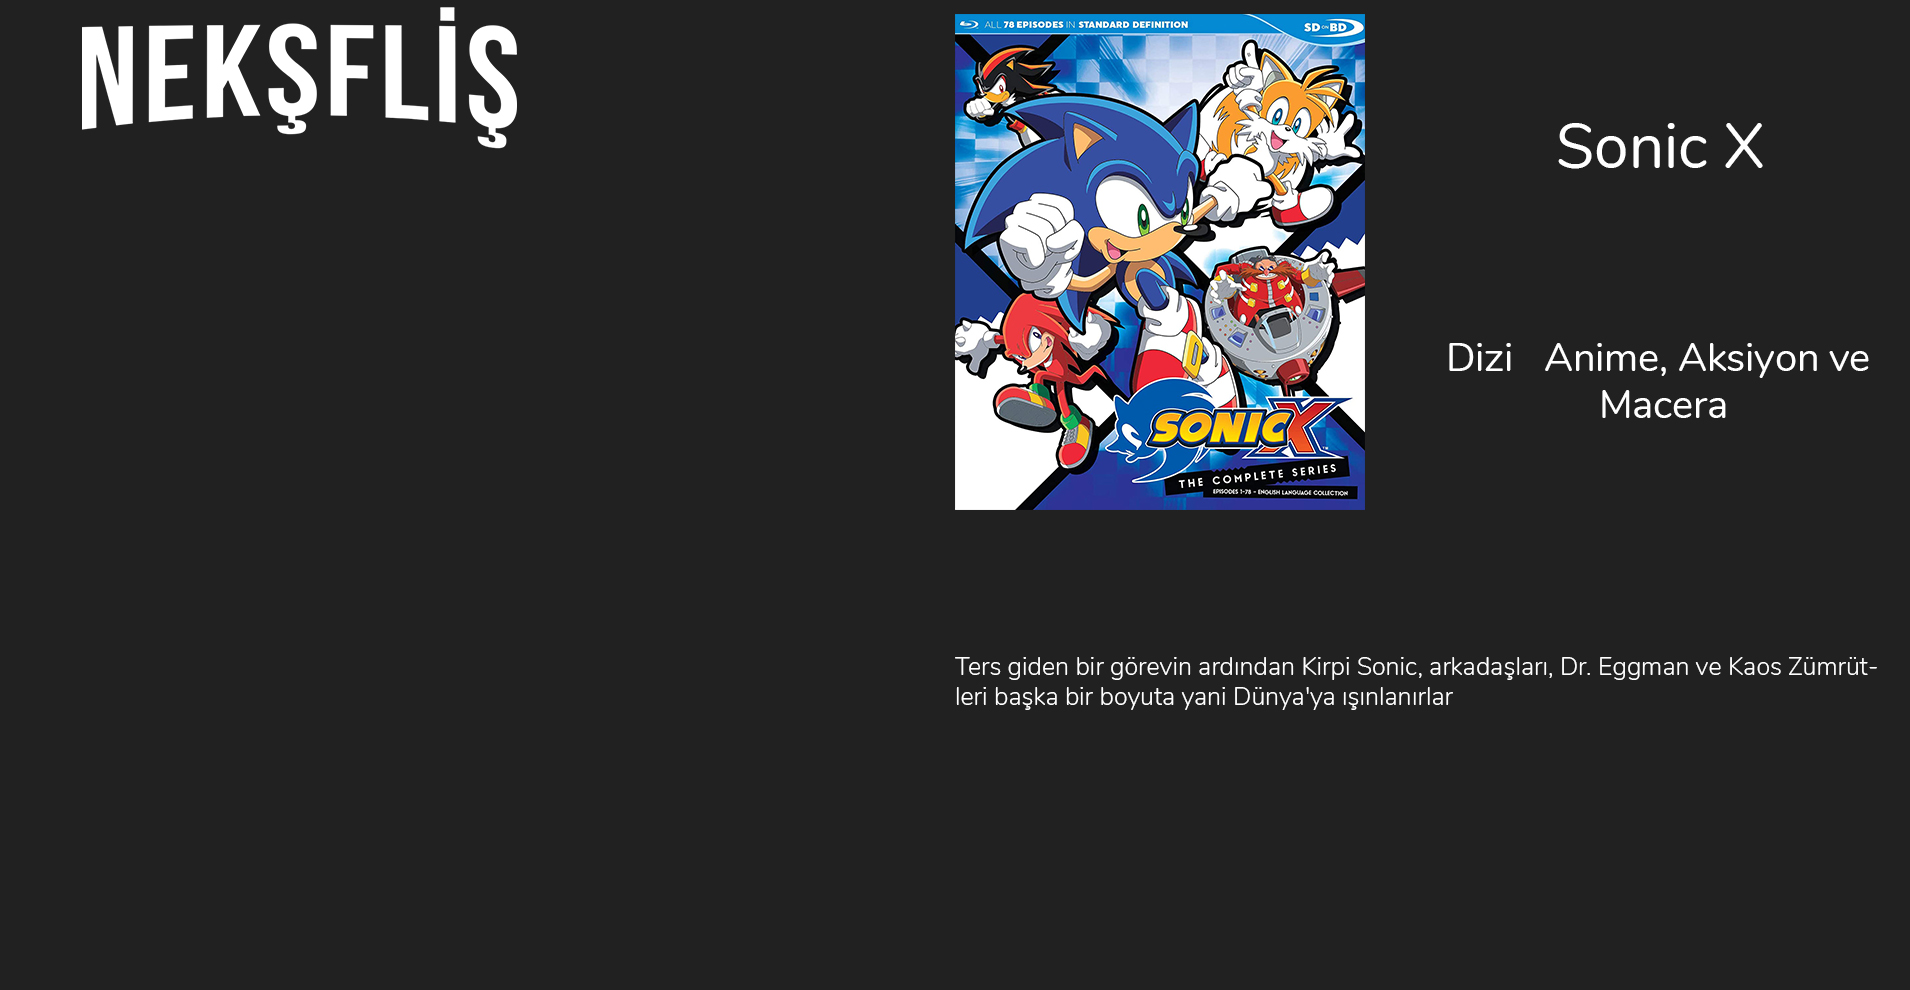 NEKŞFLİŞ
ALL 78 EPISODES IN STANDARD DEFINITION
SD ON BD
SONIC X
THE COMPLETE SERIES
EPISODES 1-78 - ENGLISH LANGUAGE COLLECTION
Sonic X
Dizi Anime, Aksiyon ve
Macera
Ters giden bir görevin ardından Kirpi Sonic, arkadaşları, Dr. Eggman ve Kaos Zümrüt-
leri başka bir boyuta yani Dünya'ya ışınlanırlar